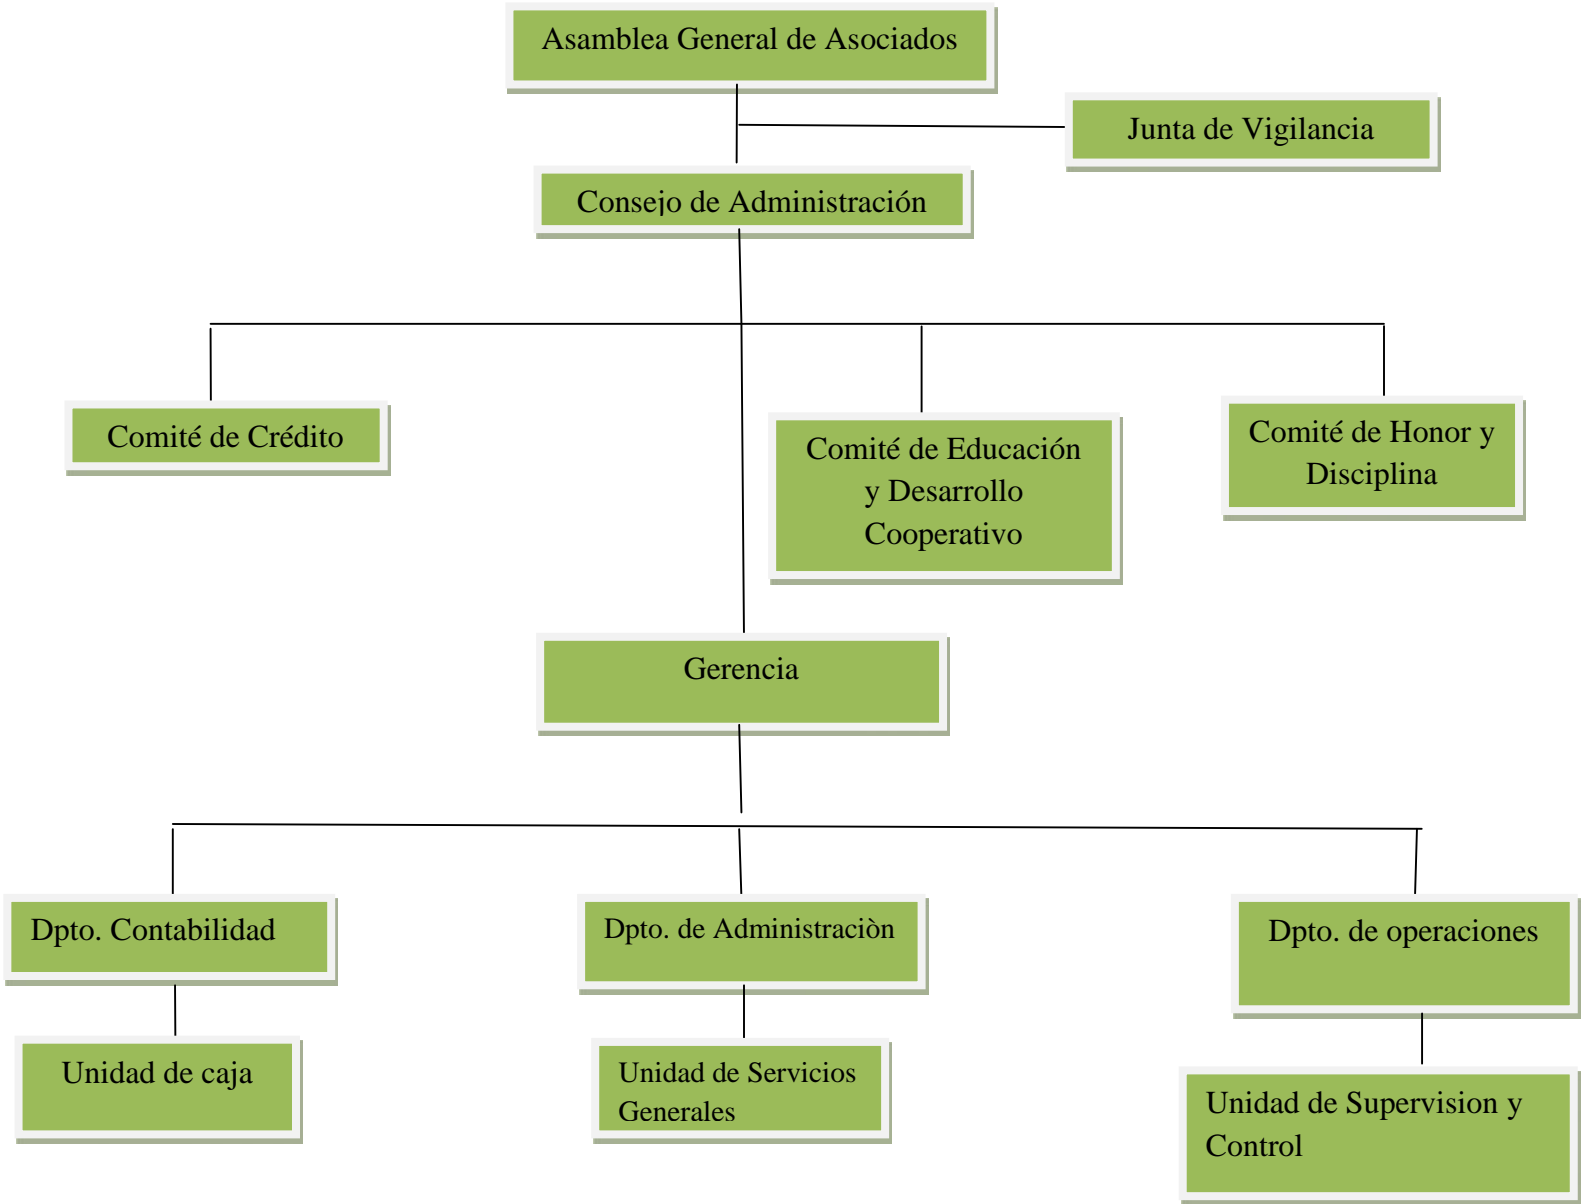 Asamblea General de Asociados
Junta de Vigilancia
Consejo de Administración
Comité de Crédito
Comité de Educación
y Desarrollo
Cooperativo
Comité de Honor y
Disciplina
Gerencia
Dpto. Contabilidad
Dpto. de Administraciòn
Dpto. de operaciones
Unidad de caja
Unidad de Servicios
Generales
Unidad de Supervision y
Control